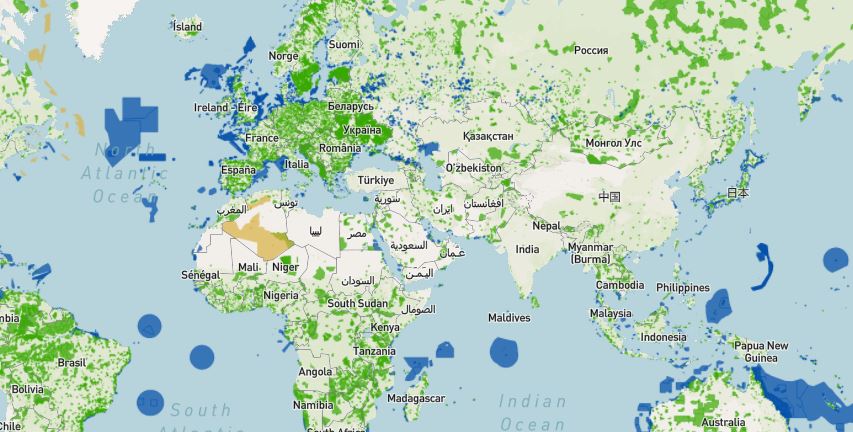 Ísland
Suomi
Norge
Россия
Ireland - Éire
Беларусь
France
Україна
Қазақстан
Монгол Улс
România
North
Atlantic
Ocean
España
Italia
Türkiye
O'zbekiston
中国
日本
المغرب
تونس
سورية
ایران
افغانستان
ليبيا
مصر
السعودية
عُمان
Nepal
India
Myanmar
(Burma)
Sénégal
Mali
Niger
السودان
اليمن
Nigeria
South Sudan
الصومال
Cambodia
Philippines
Kenya
Maldives
Malaysia
mbia
Brasil
Tanzania
Indonesia
Papua New
Guinea
Bolivia
Angola
Madagascar
Namibia
South
Indian
Ocean
Australia
Chile